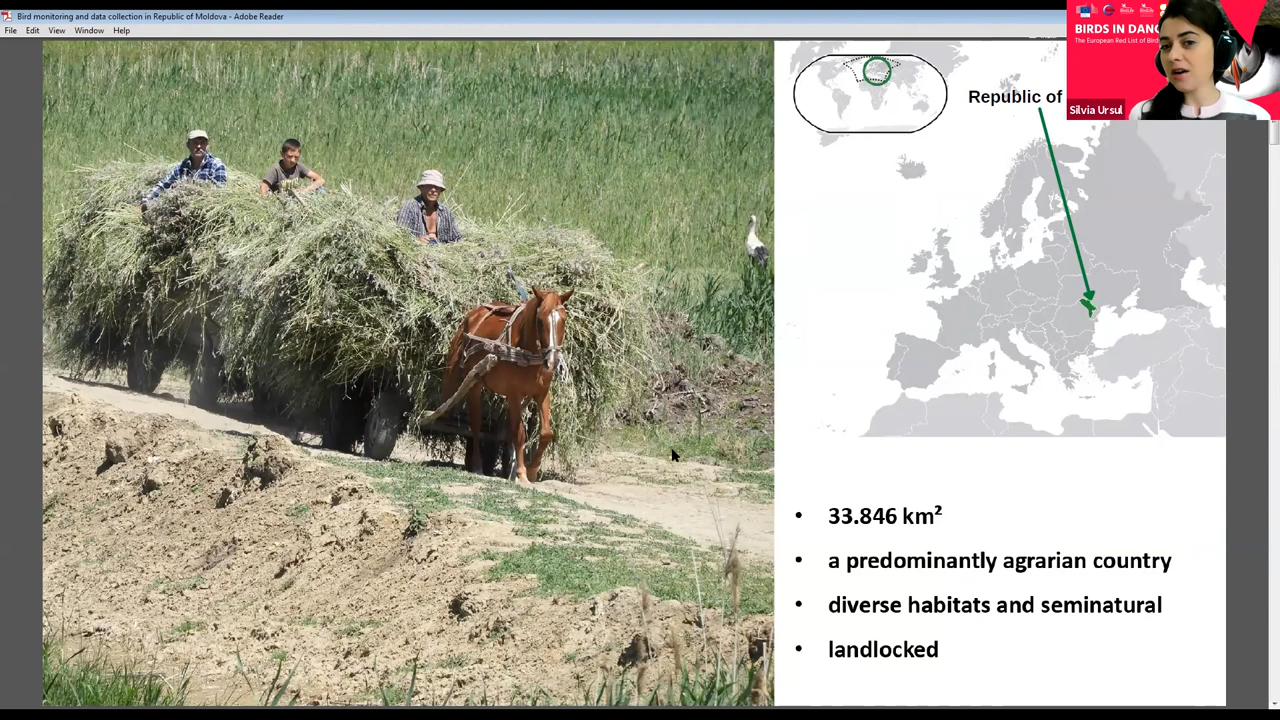 Bird monitoring and data collection in Republic of Moldova - Adobe Reader
File Edit View Window Help
BIRDS IN DANG
The European Red List of Bird
Silvia Ursul
Republic of
• 33.846 km²
• a predominantly agrarian country
• diverse habitats and seminatural
• landlocked